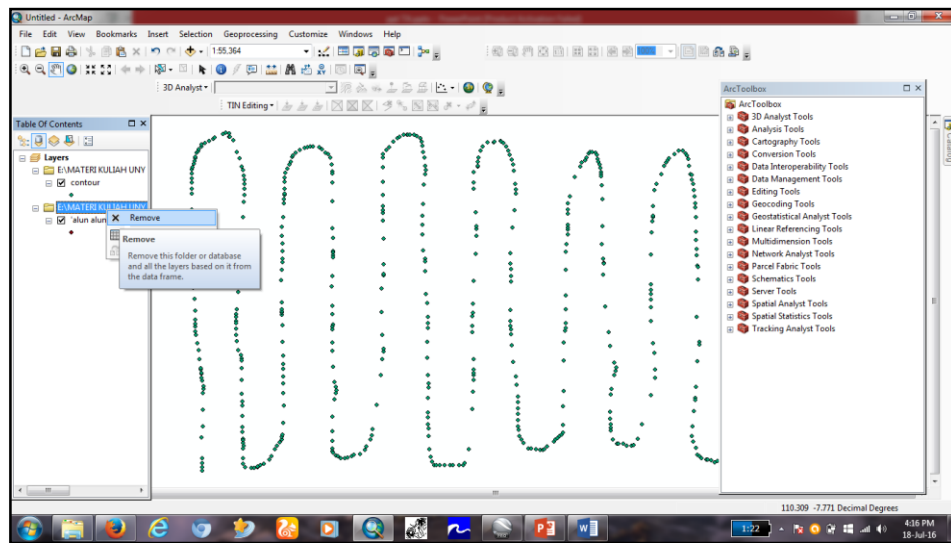 Untitled - ArcMap
File Edit View Bookmarks Insert Selection Geoprocessing Customize Windows Help
1:55,364
3D Analyst
TIN Editing
Table Of Contents
Layers
E:\MATERI KULIAH UNY
contour
E:\MATERI KULIAH UNY
'alun alun
Remove
Remove
Remove this folder or database
and all the layers based on it from
the data frame.
ArcToolbox
ArcToolbox
3D Analyst Tools
Analysis Tools
Cartography Tools
Conversion Tools
Data Interoperability Tools
Data Management Tools
Editing Tools
Geocoding Tools
Geostatistical Analyst Tools
Linear Referencing Tools
Multidimension Tools
Network Analyst Tools
Parcel Fabric Tools
Schematics Tools
Server Tools
Spatial Analyst Tools
Spatial Statistics Tools
Tracking Analyst Tools
Catalog
110.309 -7.771 Decimal Degrees
1:22
4:16 PM
18-Jul-16